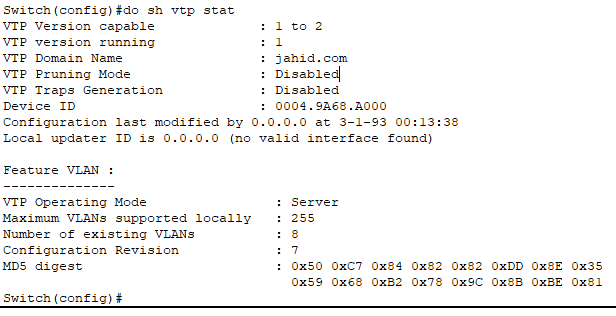 Switch(config)#do sh vtp stat
VTP Version capable : 1 to 2
VTP version running : 1
VTP Domain Name : jahid.com
VTP Pruning Mode : Disabled
VTP Traps Generation : Disabled
Device ID : 0004.9A68.A000
Configuration last modified by 0.0.0.0 at 3-1-93 00:13:38
Local updater ID is 0.0.0.0 (no valid interface found)
Feature VLAN :
--------------
VTP Operating Mode : Server
Maximum VLANs supported locally : 255
Number of existing VLANs : 8
Configuration Revision : 7
MD5 digest : 0x50 0xC7 0x84 0x82 0x82 0xDD 0x8E 0x35
0x59 0x68 0xB2 0x78 0x9C 0x8B 0xBE 0x81
Switch(config)#